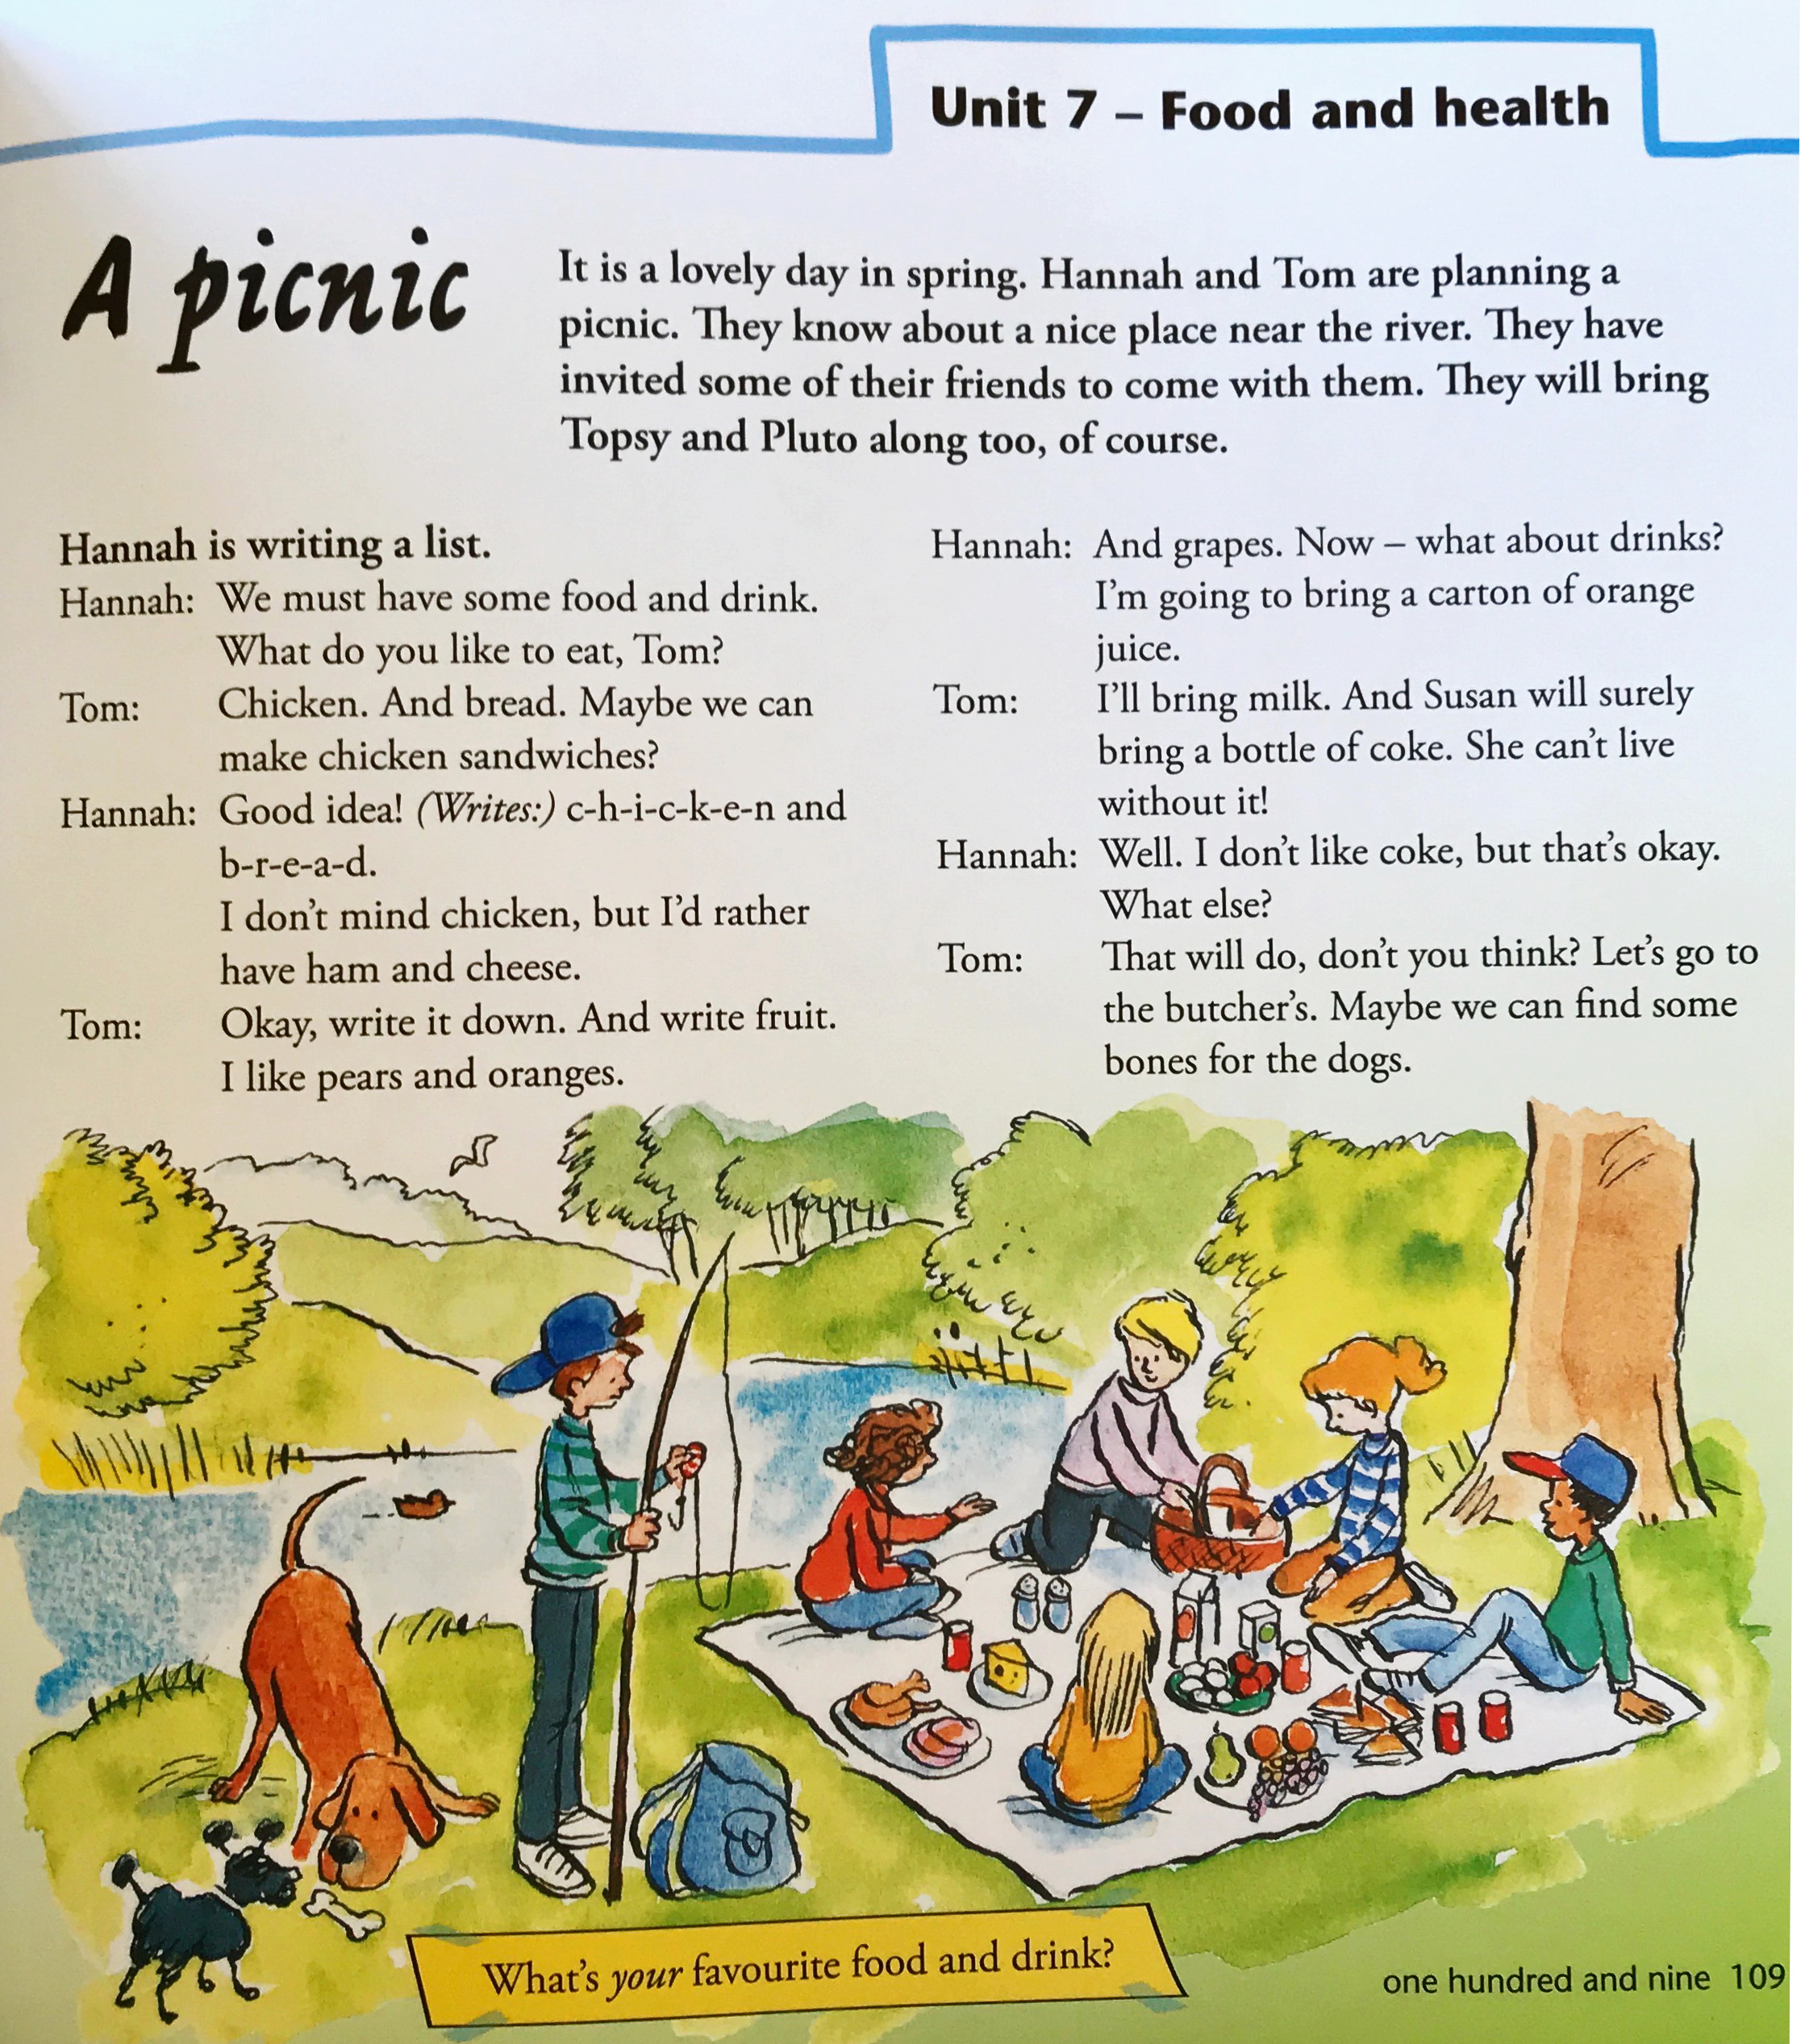 Unit 7 – Food and health
A picnic
It is a lovely day in spring. Hannah and Tom are planning a
picnic. They know about a nice place near the river. They have
invited some of their friends to come with them. They will bring
Topsy and Pluto along too, of course.
Hannah is writing a list.
Hannah: We must have some food and drink.
What do you like to eat, Tom?
Tom: Chicken. And bread. Maybe we can
make chicken sandwiches?
Hannah: Good idea! (Writes:) c-h-i-c-k-e-n and
b-r-e-a-d.
I don't mind chicken, but I'd rather
have ham and cheese.
Tom: Okay, write it down. And write fruit.
I like pears and oranges.
Hannah: And grapes. Now – what about drinks?
I'm going to bring a carton of orange
juice.
Tom: I'll bring milk. And Susan will surely
bring a bottle of coke. She can't live
without it!
Hannah: Well. I don't like coke, but that's okay.
What else?
Tom: That will do, don't you think? Let's go to
the butcher's. Maybe we can find some
bones for the dogs.
What's your favourite food and drink?
one hundred and nine 109